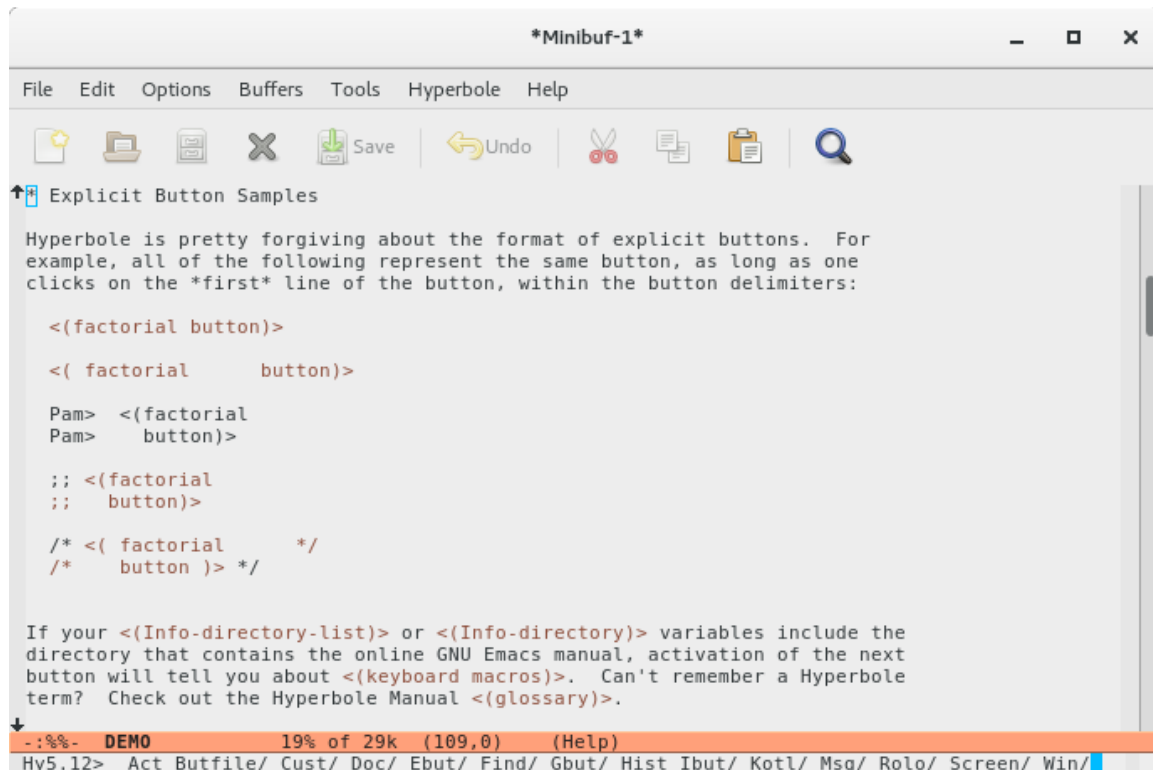 *Minibuf-1*
File Edit Options Buffers Tools Hyperbole Help
Save Undo
* Explicit Button Samples
Hyperbole is pretty forgiving about the format of explicit buttons.  For
example, all of the following represent the same button, as long as one
clicks on the *first* line of the button, within the button delimiters:
<(factorial button)>
<( factorial      button)>
Pam>  <(factorial
Pam>    button)>
;; <(factorial
;;   button)>
/* <( factorial      */
/*    button )> */
If your <(Info-directory-list)> or <(Info-directory)> variables include the
directory that contains the online GNU Emacs manual, activation of the next
button will tell you about <(keyboard macros)>.  Can't remember a Hyperbole
term?  Check out the Hyperbole Manual <(glossary)>.
-:%%-  DEMO           19% of 29k  (109,0)    (Help)
Hy5.12>  Act Butfile/ Cust/ Doc/ Ebut/ Find/ Gbut/ Hist Ibut/ Kotl/ Msg/ Rolo/ Screen/ Win/